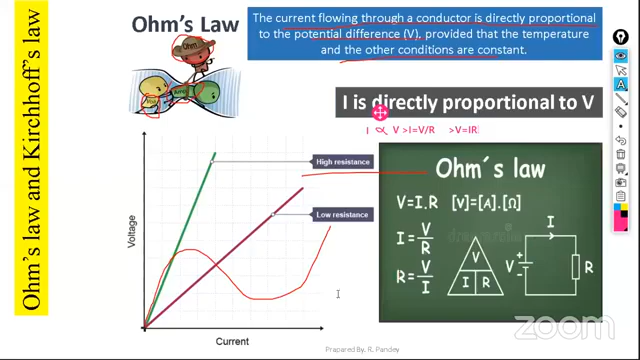 Ohm's law and Kirchhoff's law
Ohm's Law
Ohm
Volt
Amp
The current flowing through a conductor is directly proportional
to the potential difference (V), provided that the temperature
and the other conditions are constant.
I is directly proportional to V
I ∝ V >I=V/R >V=IR
High resistance
Low resistance
Voltage
Current
Ohm´s law
V=I.R [V]=[A].[Ω]
I=V/R
R=V/I
V
I R
I
V + -
R
Prepared By. R. Pandey
zoom